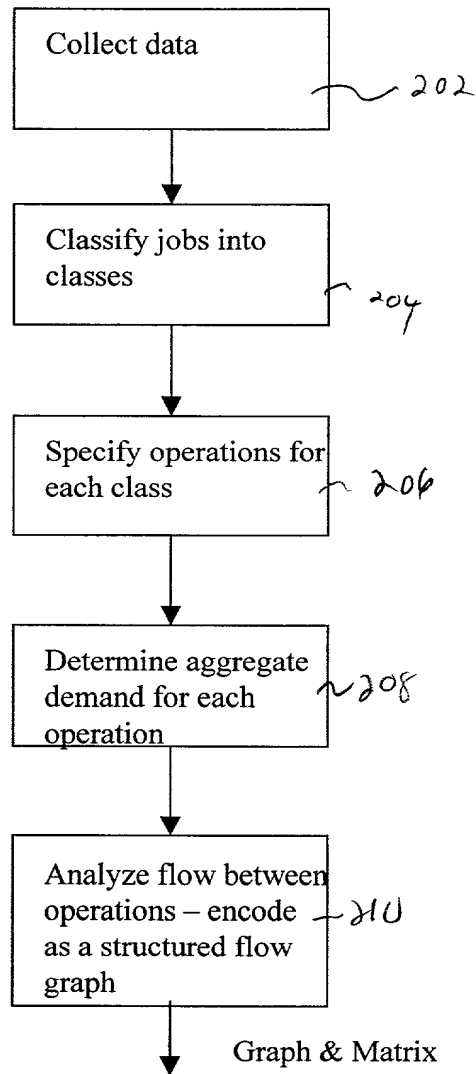 Collect data
202
Classify jobs into
classes
204
Specify operations for
each class
206
Determine aggregate
demand for each
operation
208
Analyze flow between
operations – encode
as a structured flow
graph
210
Graph & Matrix